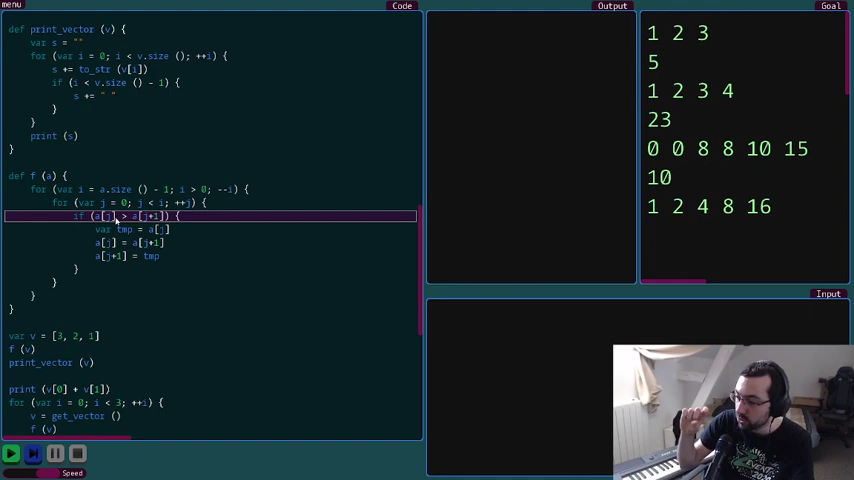 menu
Code
Output
Goal
def print_vector (v) {
var s = ""
for (var i = 0; i < v.size (); ++i) {
s += to_str (v[i])
if (i < v.size () - 1) {
s += " "
}
}
print (s)
}
def f (a) {
for (var i = a.size () - 1; i > 0; --i) {
for (var j = 0; j < i; ++j) {
if (a[j] > a[j+1]) {
var tmp = a[j]
a[j] = a[j+1]
a[j+1] = tmp
}
}
}
}
var v = [3, 2, 1]
f (v)
print_vector (v)
print (v[0] + v[1])
for (var i = 0; i < 3; ++i) {
v = get_vector ()
f (v)
1 2 3
5
1 2 3 4
23
0 0 8 8 10 15
10
1 2 4 8 16
Input
Speed